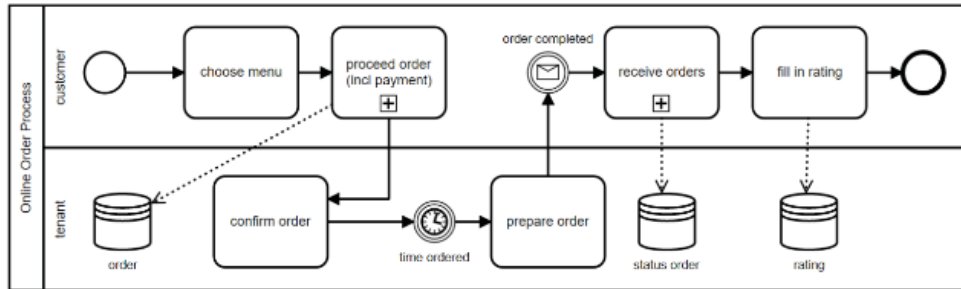 Online Order Process
customer
choose menu
proceed order
(incl payment)
order completed
receive orders
fill in rating
tenant
order
confirm order
time ordered
prepare order
status order
rating